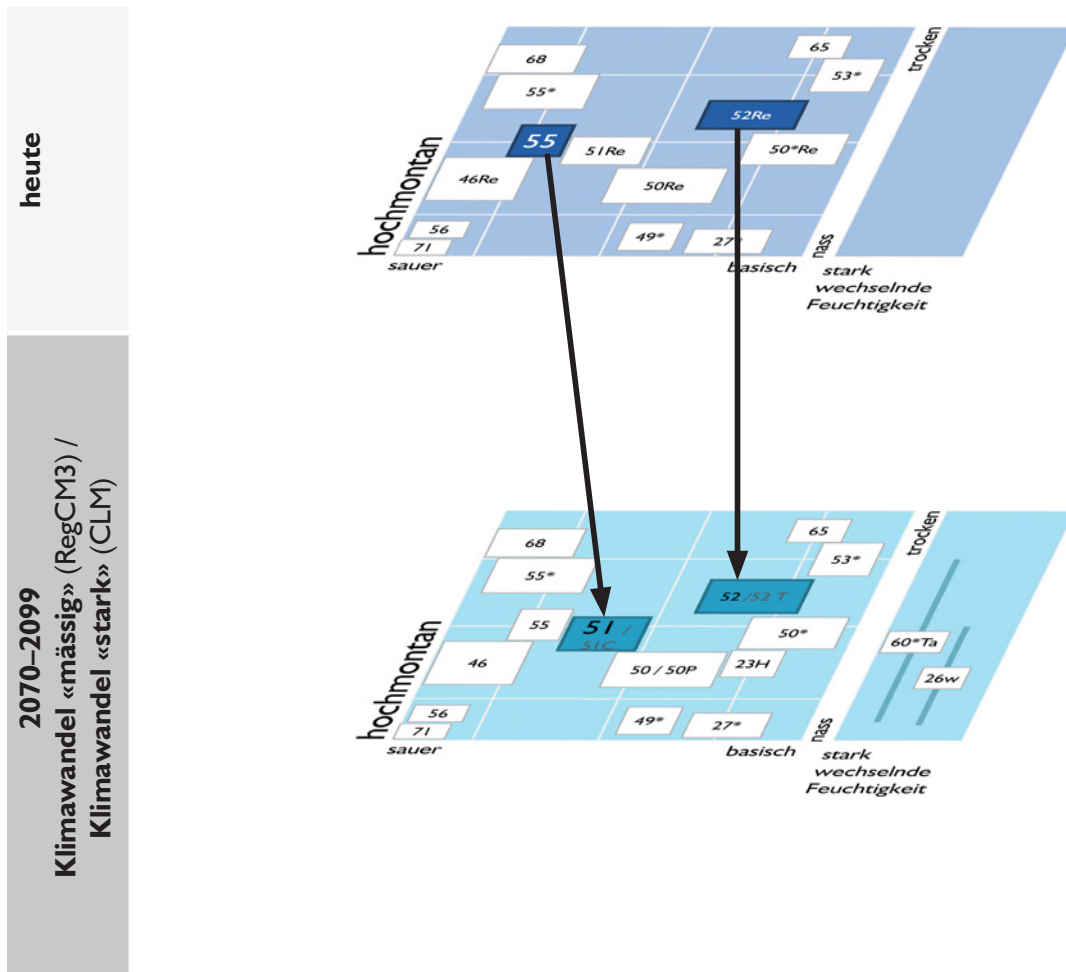 heute
68
65
trocken
53*
55*
55
52Re
51Re
50*Re
46Re
50Re
hochmontan
56
71
49*
27*
nass
sauer
basisch
stark
wechselnde
Feuchtigkeit
2070–2099
Klimawandel «mässig» (RegCM3) /
Klimawandel «stark» (CLM)
68
65
trocken
53*
55*
52 /52 T
55
51 /
51C
50*
60*Ta
46
50 / 50P
23H
26w
hochmontan
56
71
49*
27*
nass
sauer
basisch
stark
wechselnde
Feuchtigkeit